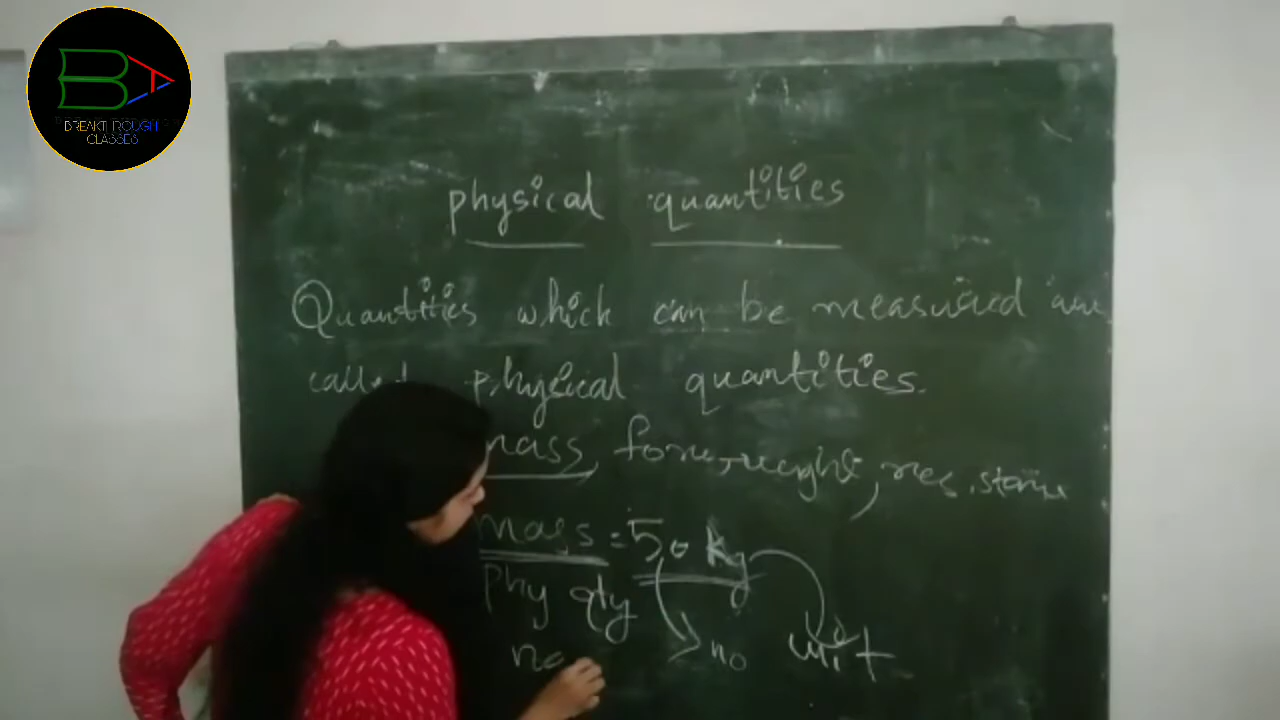 BREAKTHROUGH
CLASSES
physical quantities
Quantities which can be measured are
called physical quantities.
mass, force, weight, resistance
mass = 50 kg
phy qty
no unit
no